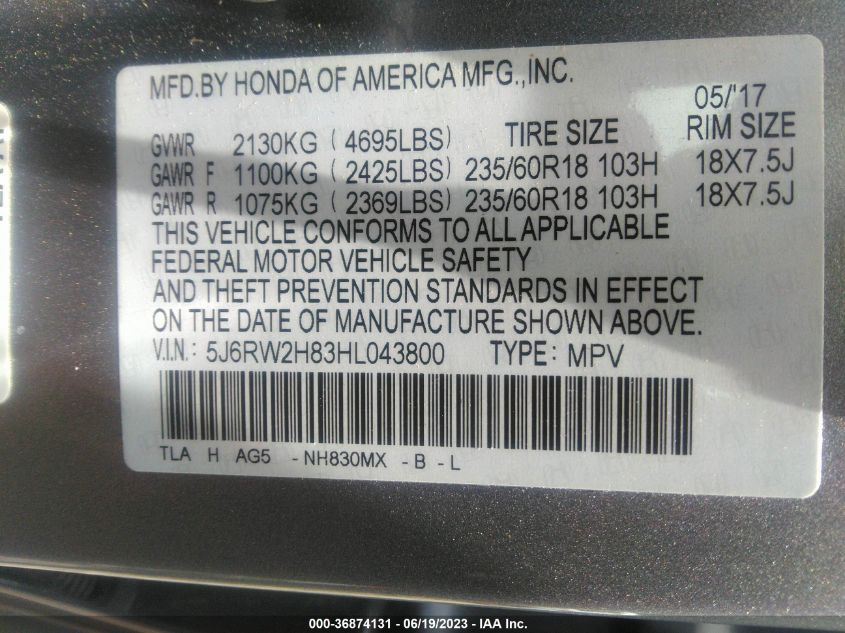 MFD.BY HONDA OF AMERICA MFG.,INC.
05/'17
GVWR 2130KG ( 4695LBS) TIRE SIZE RIM SIZE
GAWR F 1100KG ( 2425LBS) 235/60R18 103H 18X7.5J
GAWR R 1075KG ( 2369LBS) 235/60R18 103H 18X7.5J
THIS VEHICLE CONFORMS TO ALL APPLICABLE
FEDERAL MOTOR VEHICLE SAFETY
AND THEFT PREVENTION STANDARDS IN EFFECT
ON THE DATE OF MANUFACTURE SHOWN ABOVE.
V.I.N.: 5J6RW2H83HL043800 TYPE: MPV
TLA H AG5 -NH830MX -B -L
000-36874131 - 06/19/2023 - IAA Inc.